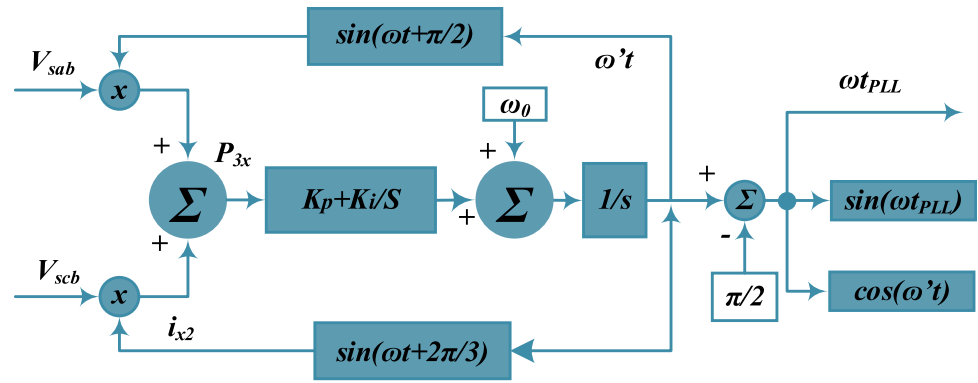 sin(ωt+π/2)
V_sab
ω't
ωt_PLL
x
ω₀
+
+
P_3x
+
Σ
K_P+K_i/S
Σ
1/s
Σ
sin(ωt_PLL)
+
+
-
V_scb
x
π/2
cos(ω't)
i_x2
sin(ωt+2π/3)